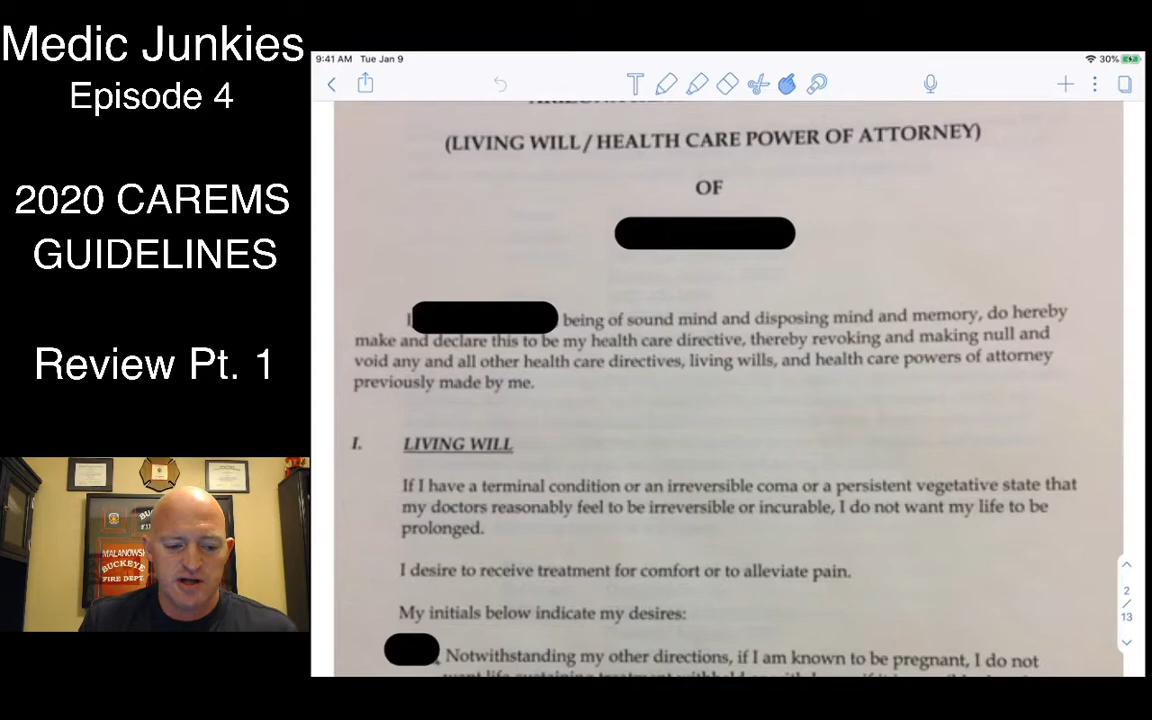 Medic Junkies
Episode 4
2020 CAREMS
GUIDELINES
Review Pt. 1
9:41 AM Tue Jan 9
30%
(LIVING WILL / HEALTH CARE POWER OF ATTORNEY)
OF
I
being of sound mind and disposing mind and memory, do hereby
make and declare this to be my health care directive, thereby revoking and making null and
void any and all other health care directives, living wills, and health care powers of attorney
previously made by me.
I. LIVING WILL
If I have a terminal condition or an irreversible coma or a persistent vegetative state that
my doctors reasonably feel to be irreversible or incurable, I do not want my life to be
prolonged.
I desire to receive treatment for comfort or to alleviate pain.
My initials below indicate my desires:
Notwithstanding my other directions, if I am known to be pregnant, I do not
2
/
13
MALANOWSK
BUCKEYE
FIRE DEPT.